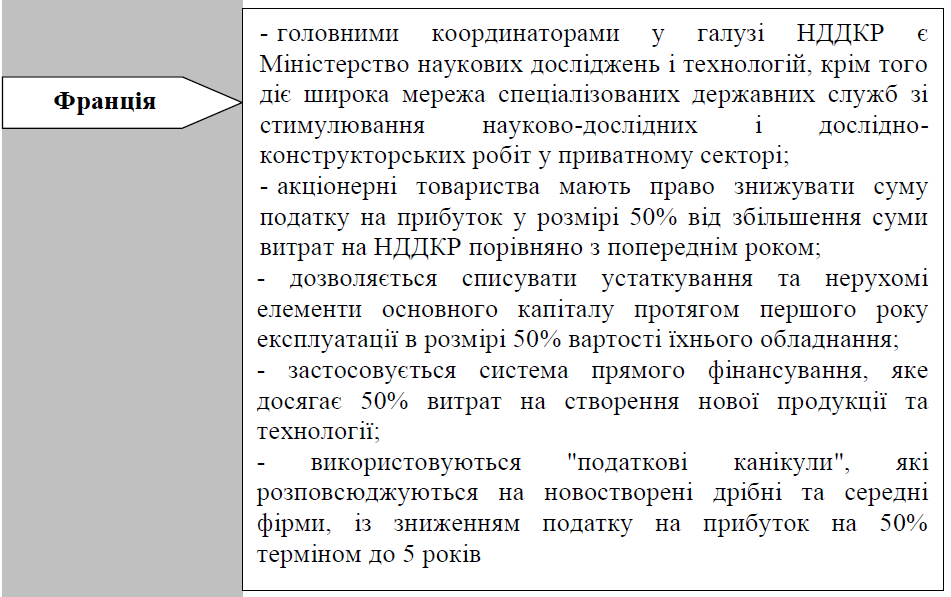 Франція
- головними координаторами у галузі НДДКР є
Міністерство наукових досліджень і технологій, крім того
діє широка мережа спеціалізованих державних служб зі
стимулювання науково-дослідних і дослідно-
конструкторських робіт у приватному секторі;
- акціонерні товариства мають право знижувати суму
податку на прибуток у розмірі 50% від збільшення суми
витрат на НДДКР порівняно з попереднім роком;
- дозволяється списувати устаткування та нерухомі
елементи основного капіталу протягом першого року
експлуатації в розмірі 50% вартості їхнього обладнання;
- застосовується система прямого фінансування, яке
досягає 50% витрат на створення нової продукції та
технології;
- використовуються "податкові канікули", які
розповсюджуються на новостворені дрібні та середні
фірми, із зниженням податку на прибуток на 50%
терміном до 5 років